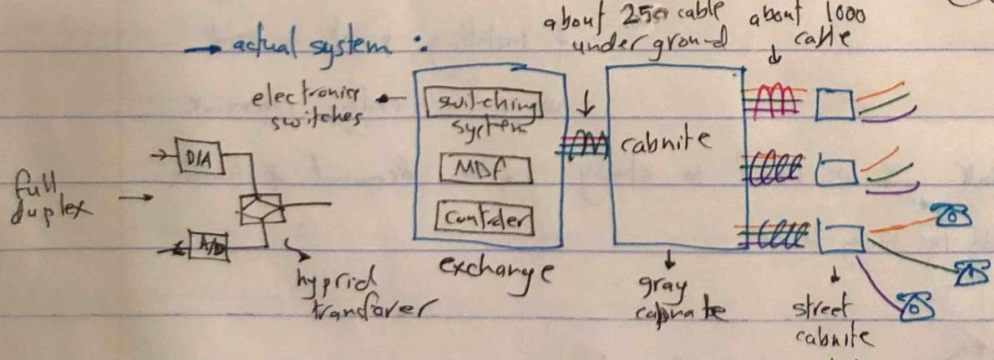 → actual system :
about 250 cable
under ground
about 1000
cable
electronics
switches
switching
system
MDF
Contder
exchange
cabnite
gray
cabnate
street
cabnite
full
duplex
D/A
A/D
hyprid
transforer